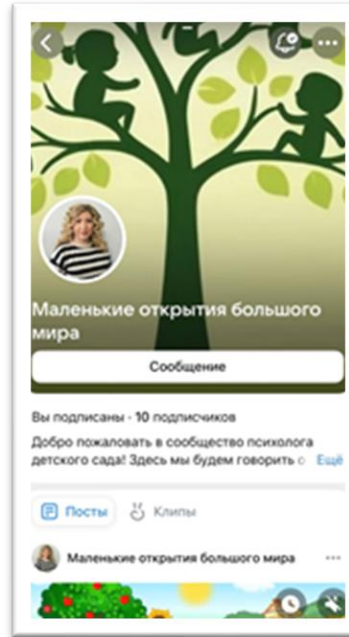 Маленькие открытия большого
мира
Сообщение
Вы подписаны · 10 подписчиков
Добро пожаловать в сообщество психолога
детского сада! Здесь мы будем говорить о Ещё
Посты Клипы
Маленькие открытия большого мира